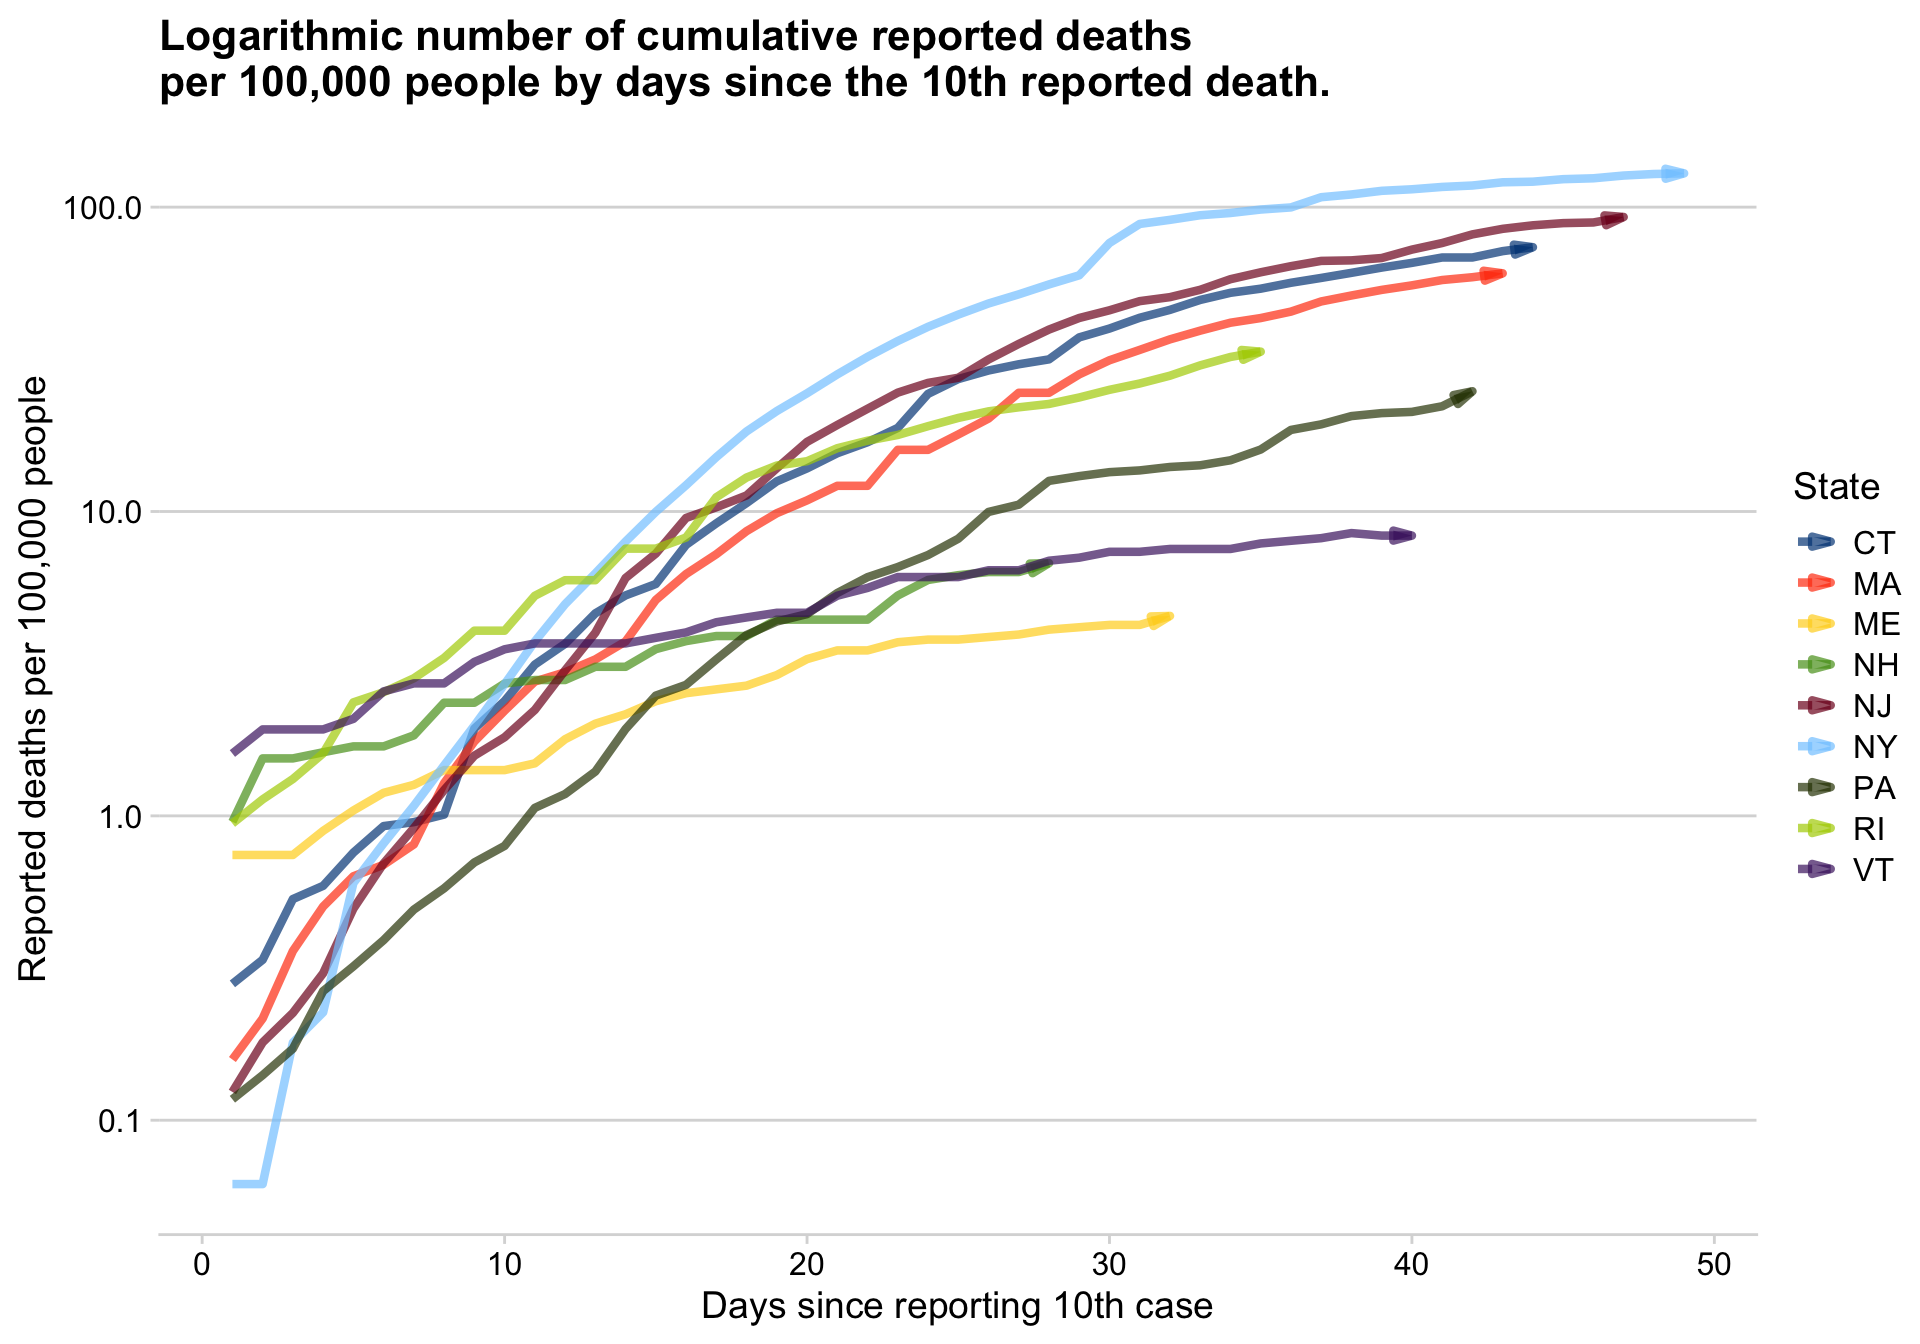 Logarithmic number of cumulative reported deaths
per 100,000 people by days since the 10th reported death.
Reported deaths per 100,000 people
100.0
10.0
1.0
0.1
0
10
20
30
40
50
Days since reporting 10th case
State
CT
MA
ME
NH
NJ
NY
PA
RI
VT